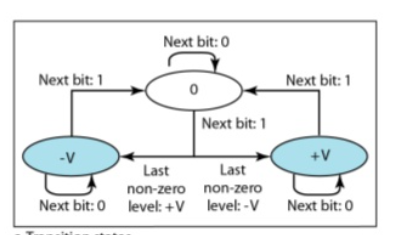 Next bit: 0
Next bit: 1
0
Next bit: 1
Next bit: 1
-V
+V
Last
non-zero
level: +V
Last
non-zero
level: -V
Next bit: 0
Next bit: 0